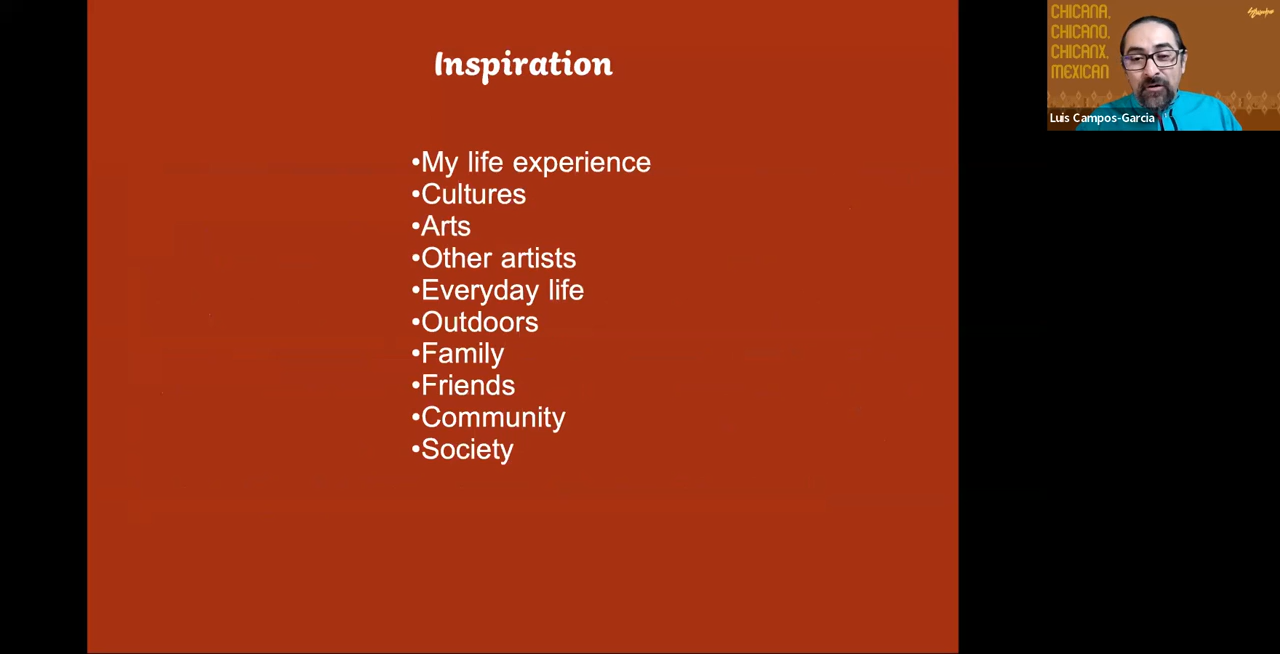 Inspiration
•My life experience
•Cultures
•Arts
•Other artists
•Everyday life
•Outdoors
•Family
•Friends
•Community
•Society
CHICANA,
CHICANO,
CHICANX,
MEXICAN
Luis Campos-Garcia